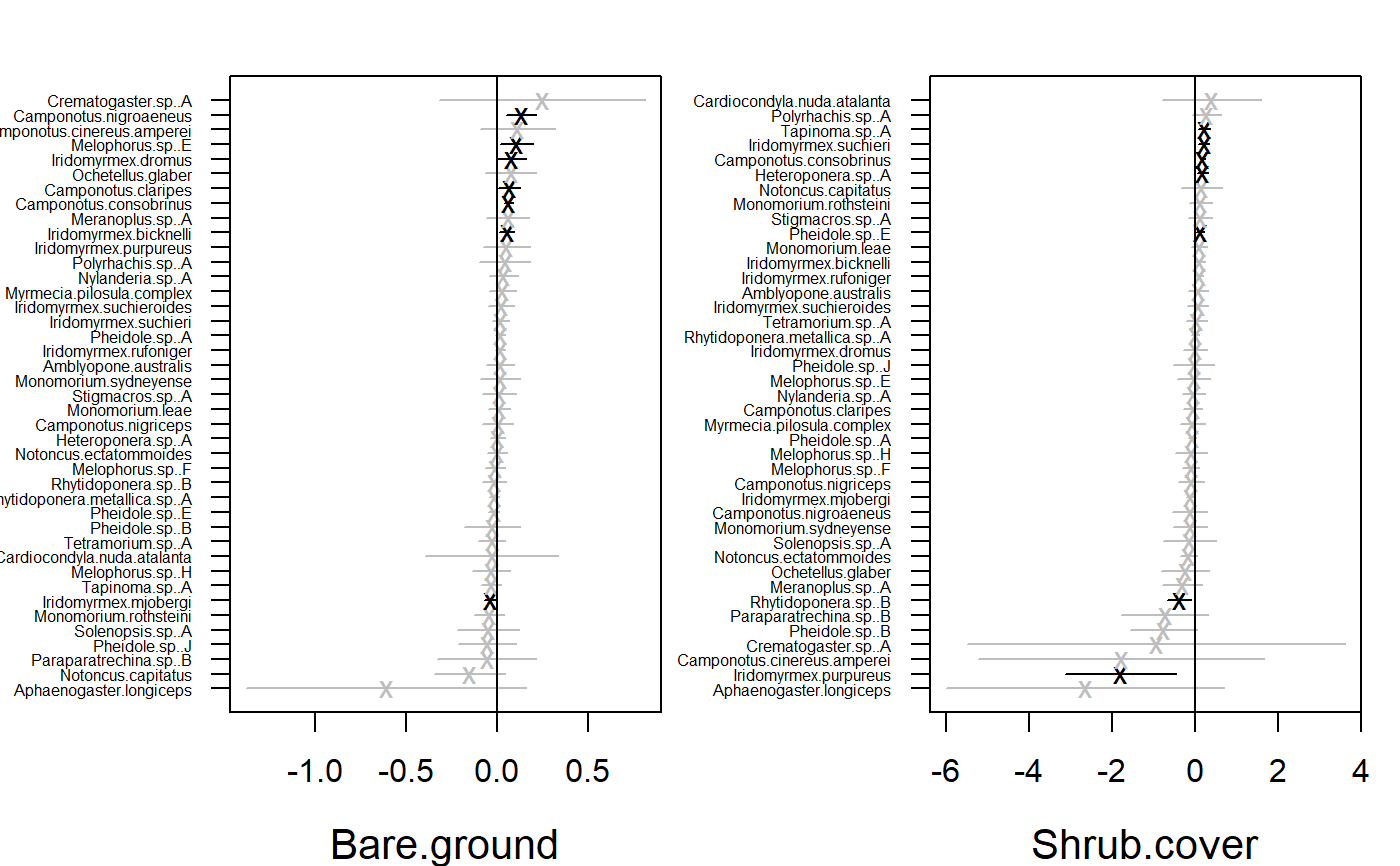 Crematogaster.sp..A
Camponotus.nigroaeneus
mponotus.cinereus.amperei
Melophorus.sp..E
Iridomyrmex.dromus
Ochetellus.glaber
Camponotus.claripes
Camponotus.consobrinus
Meranoplus.sp..A
Iridomyrmex.bicknelli
Iridomyrmex.purpureus
Polyrhachis.sp..A
Nylanderia.sp..A
Myrmecia.pilosula.complex
Iridomyrmex.suchieroides
Iridomyrmex.suchieri
Pheidole.sp..A
Iridomyrmex.rufoniger
Amblyopone.australis
Monomorium.sydneyense
Stigmacros.sp..A
Monomorium.leae
Camponotus.nigriceps
Heteroponera.sp..A
Notoncus.ectatommoides
Melophorus.sp..F
Rhytidoponera.sp..B
hytidoponera.metallica.sp..A
Pheidole.sp..E
Pheidole.sp..B
Tetramorium.sp..A
Cardiocondyla.nuda.atalanta
Melophorus.sp..H
Tapinoma.sp..A
Iridomyrmex.mjobergi
Monomorium.rothsteini
Solenopsis.sp..A
Pheidole.sp..J
Paraparatrechina.sp..B
Notoncus.capitatus
Aphaenogaster.longiceps
-1.0 -0.5 0.0 0.5
Bare.ground
Cardiocondyla.nuda.atalanta
Polyrhachis.sp..A
Tapinoma.sp..A
Iridomyrmex.suchieri
Camponotus.consobrinus
Heteroponera.sp..A
Notoncus.capitatus
Monomorium.rothsteini
Stigmacros.sp..A
Pheidole.sp..E
Monomorium.leae
Iridomyrmex.bicknelli
Iridomyrmex.rufoniger
Amblyopone.australis
Iridomyrmex.suchieroides
Tetramorium.sp..A
Rhytidoponera.metallica.sp..A
Iridomyrmex.dromus
Pheidole.sp..J
Melophorus.sp..E
Nylanderia.sp..A
Camponotus.claripes
Myrmecia.pilosula.complex
Pheidole.sp..A
Melophorus.sp..H
Melophorus.sp..F
Camponotus.nigriceps
Iridomyrmex.mjobergi
Camponotus.nigroaeneus
Monomorium.sydneyense
Solenopsis.sp..A
Notoncus.ectatommoides
Ochetellus.glaber
Meranoplus.sp..A
Rhytidoponera.sp..B
Paraparatrechina.sp..B
Pheidole.sp..B
Crematogaster.sp..A
Camponotus.cinereus.amperei
Iridomyrmex.purpureus
Aphaenogaster.longiceps
-6 -4 -2 0 2 4
Shrub.cover